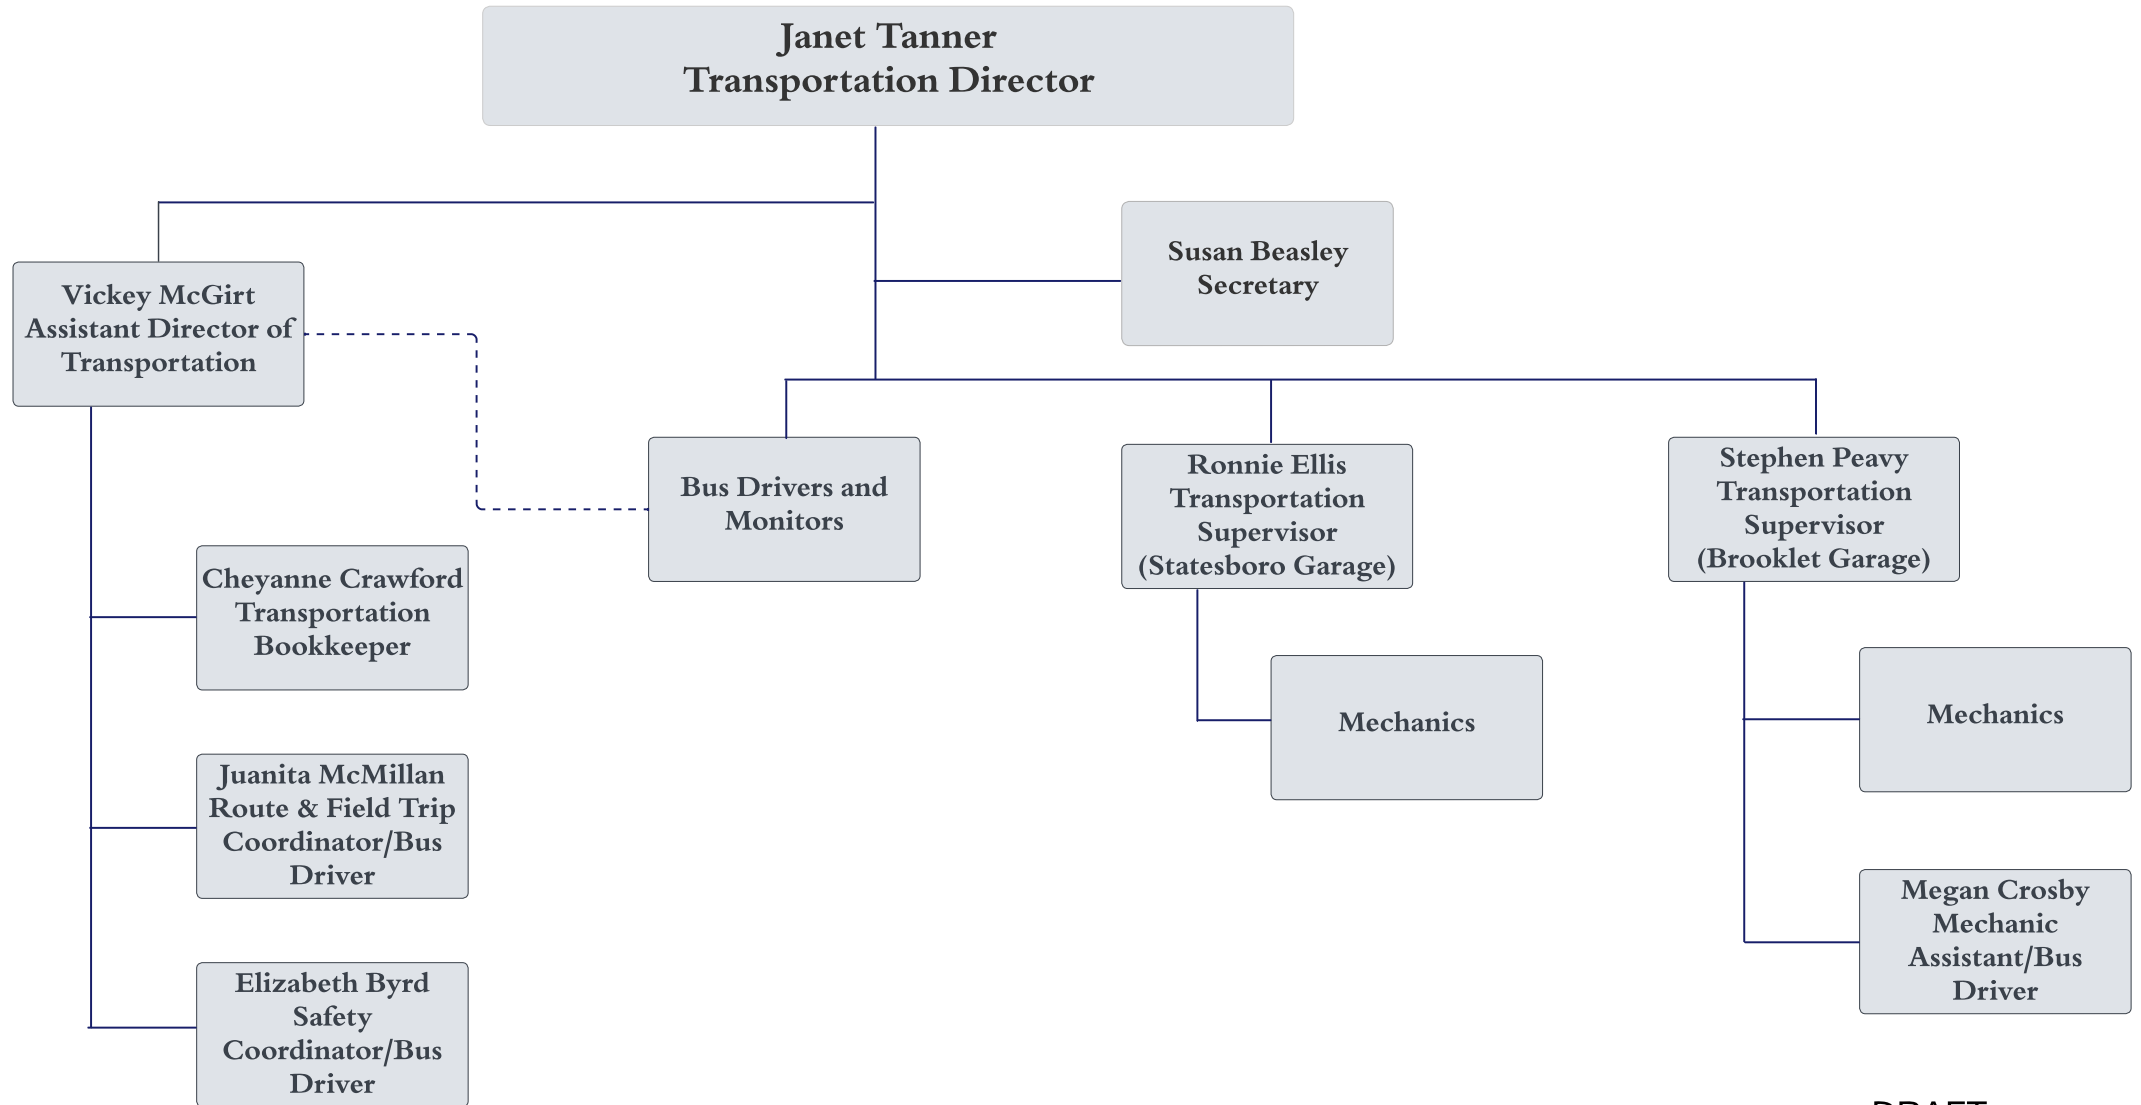 Janet Tanner
Transportation Director
Susan Beasley
Secretary
Vickey McGirt
Assistant Director of
Transportation
Bus Drivers and
Monitors
Ronnie Ellis
Transportation
Supervisor
(Statesboro Garage)
Stephen Peavy
Transportation
Supervisor
(Brooklet Garage)
Cheyanne Crawford
Transportation
Bookkeeper
Mechanics
Mechanics
Juanita McMillan
Route & Field Trip
Coordinator/Bus
Driver
Megan Crosby
Mechanic
Assistant/Bus
Driver
Elizabeth Byrd
Safety
Coordinator/Bus
Driver
DRAFT